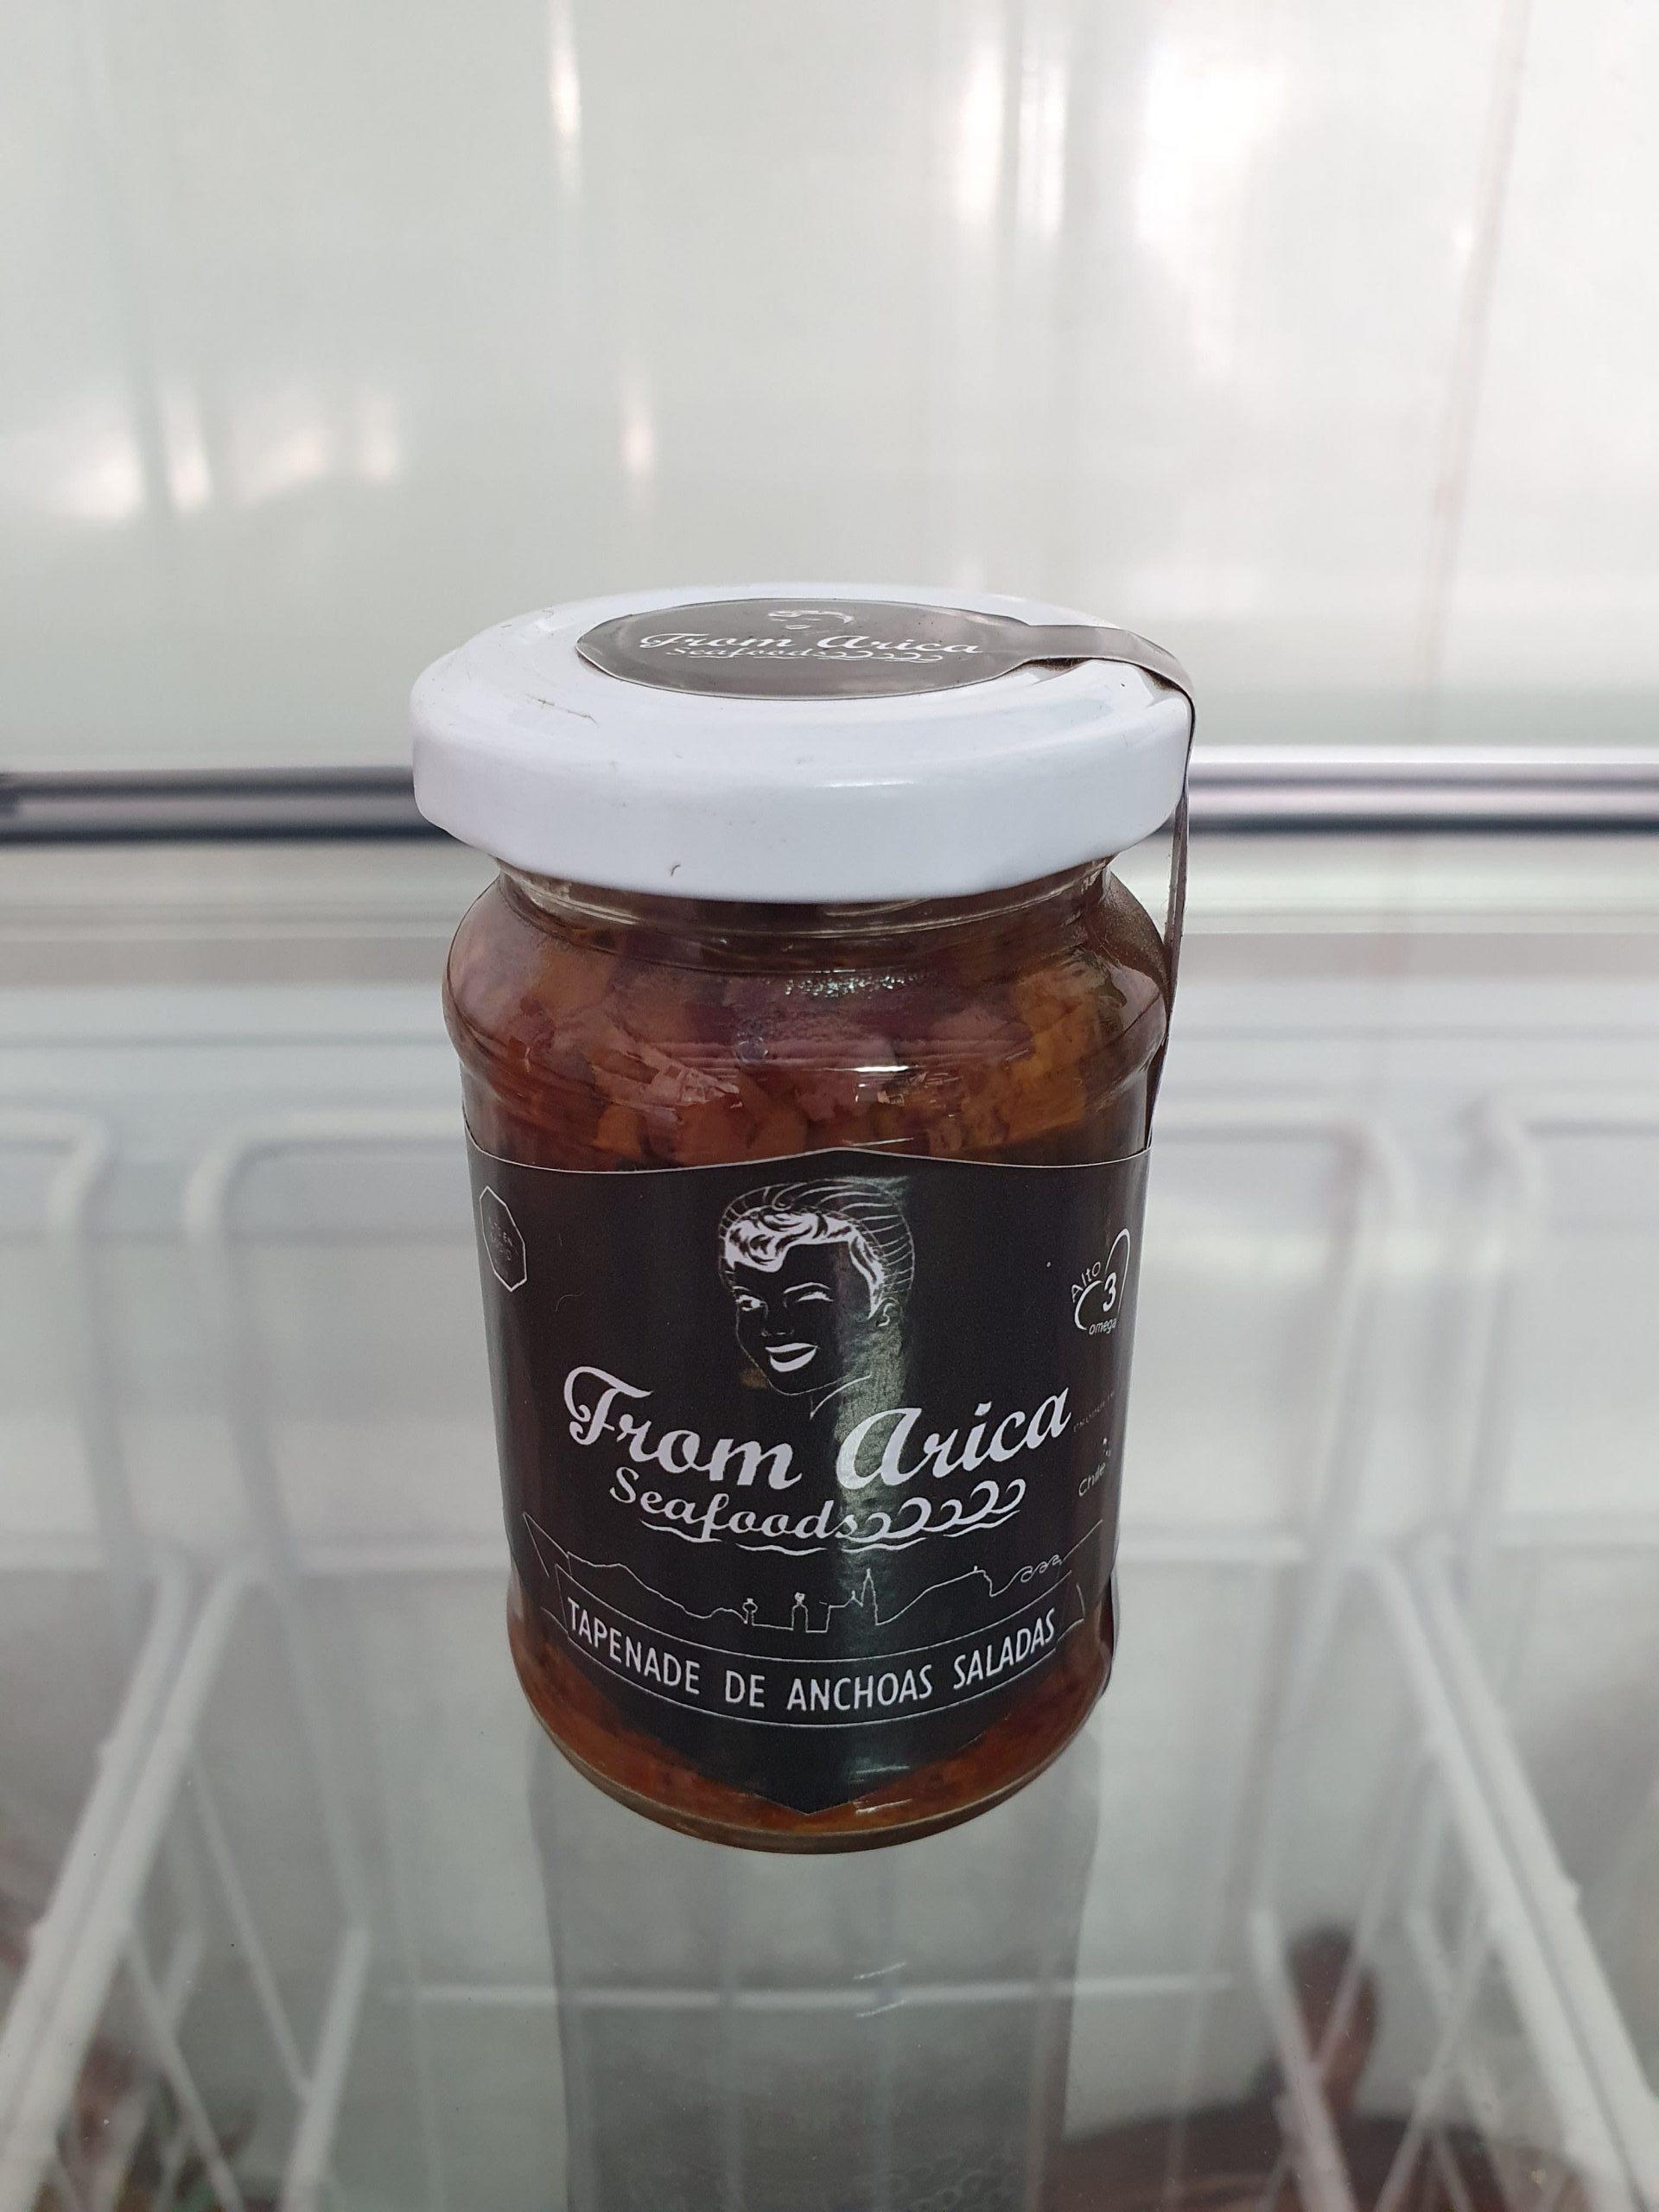 From Arica
Seafoods
Alto
3
omega
From Arica
Chile
Seafoods
TAPENADE DE ANCHOAS SALADAS